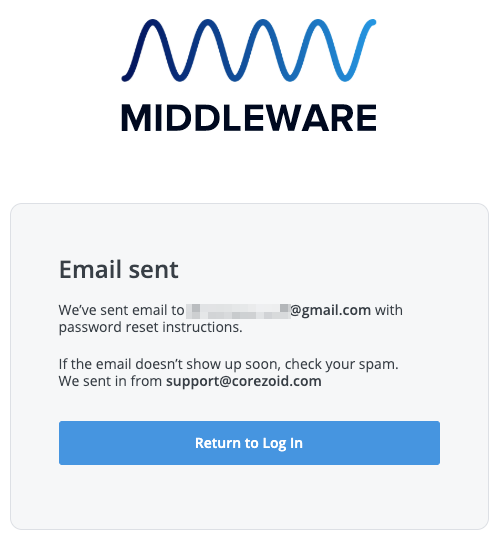 MIDDLEWARE
Email sent
We’ve sent email to @gmail.com with
password reset instructions.
If the email doesn’t show up soon, check your spam.
We sent in from support@corezoid.com
Return to Log In